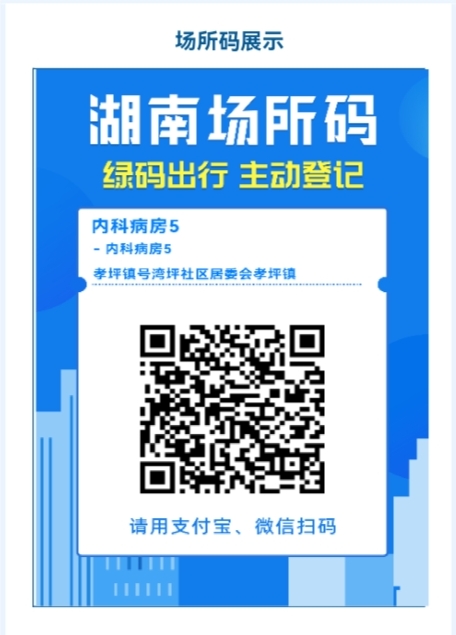 场所码展示
湖南场所码
绿码出行 主动登记
内科病房5
- 内科病房5
孝坪镇号湾坪社区居委会孝坪镇
请用支付宝、微信扫码